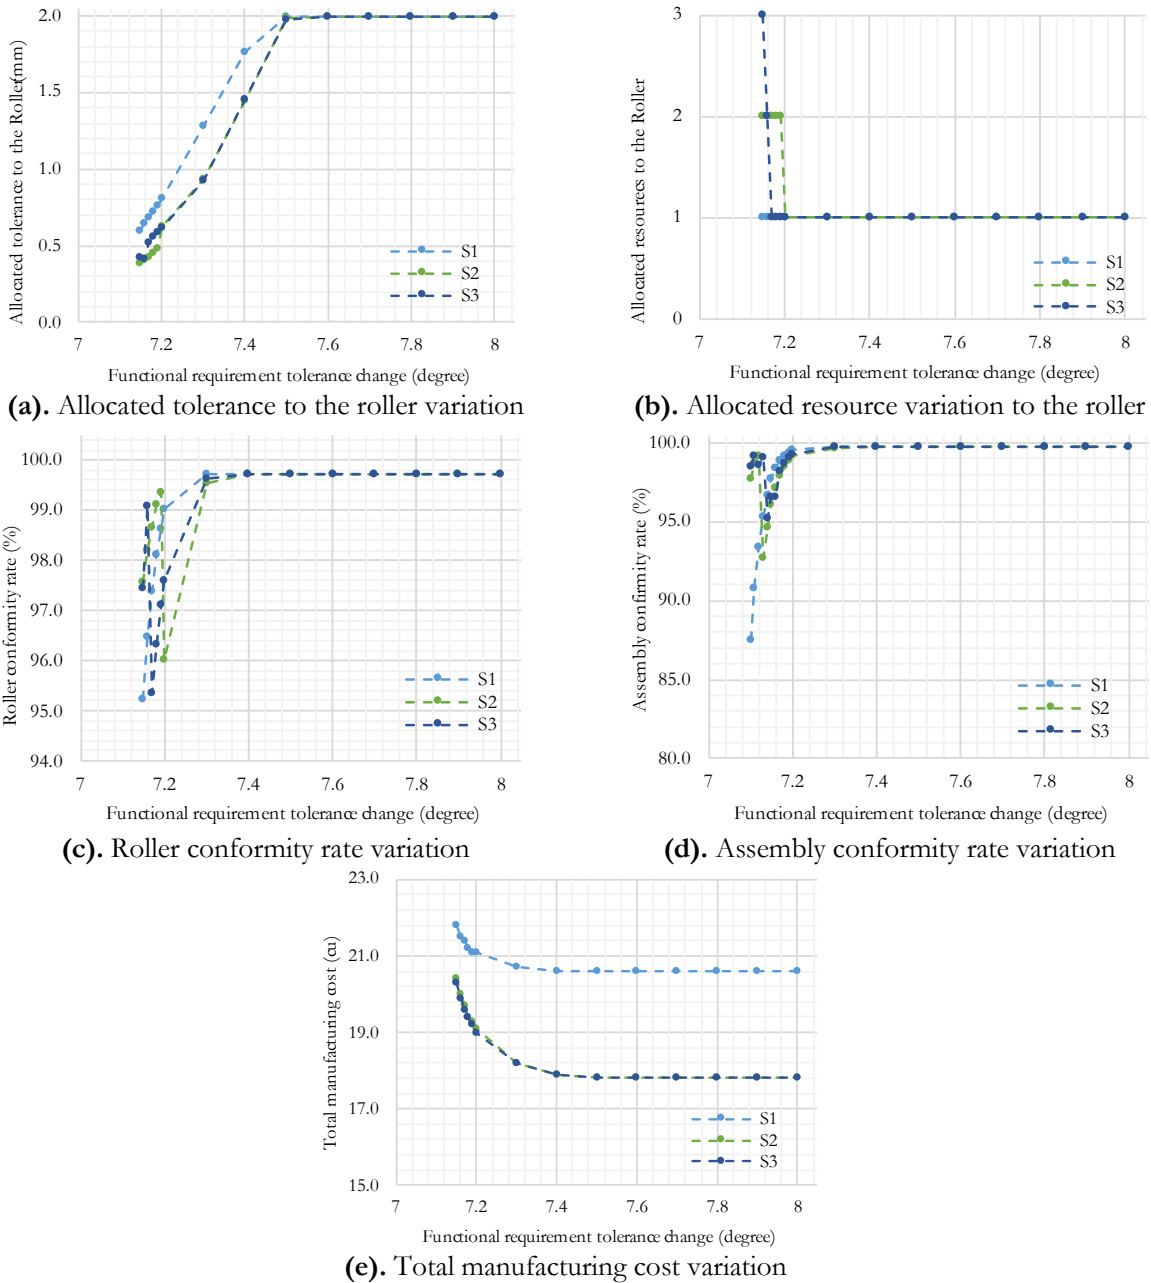 2.0
1.5
1.0
0.5
0.0
Allocated tolerance to the Roller(mm)
S1
S2
S3
7 7.2 7.4 7.6 7.8 8
Functional requirement tolerance change (degree)
(a). Allocated tolerance to the roller variation
3
2
1
0
Allocated resources to the Roller
S1
S2
S3
7 7.2 7.4 7.6 7.8 8
Functional requirement tolerance change (degree)
(b). Allocated resource variation to the roller
100.0
99.0
98.0
97.0
96.0
95.0
94.0
Roller conformity rate (%)
S1
S2
S3
7 7.2 7.4 7.6 7.8 8
Functional requirement tolerance change (degree)
(c). Roller conformity rate variation
100.0
95.0
90.0
85.0
80.0
Assembly confirmity rate (%)
S1
S2
S3
7 7.2 7.4 7.6 7.8 8
Functional requirement tolerance change (degree)
(d). Assembly conformity rate variation
23.0
21.0
19.0
17.0
15.0
Total manufacturing cost (cu)
S1
S2
S3
7 7.2 7.4 7.6 7.8 8
Functional requirement tolerance change (degree)
(e). Total manufacturing cost variation